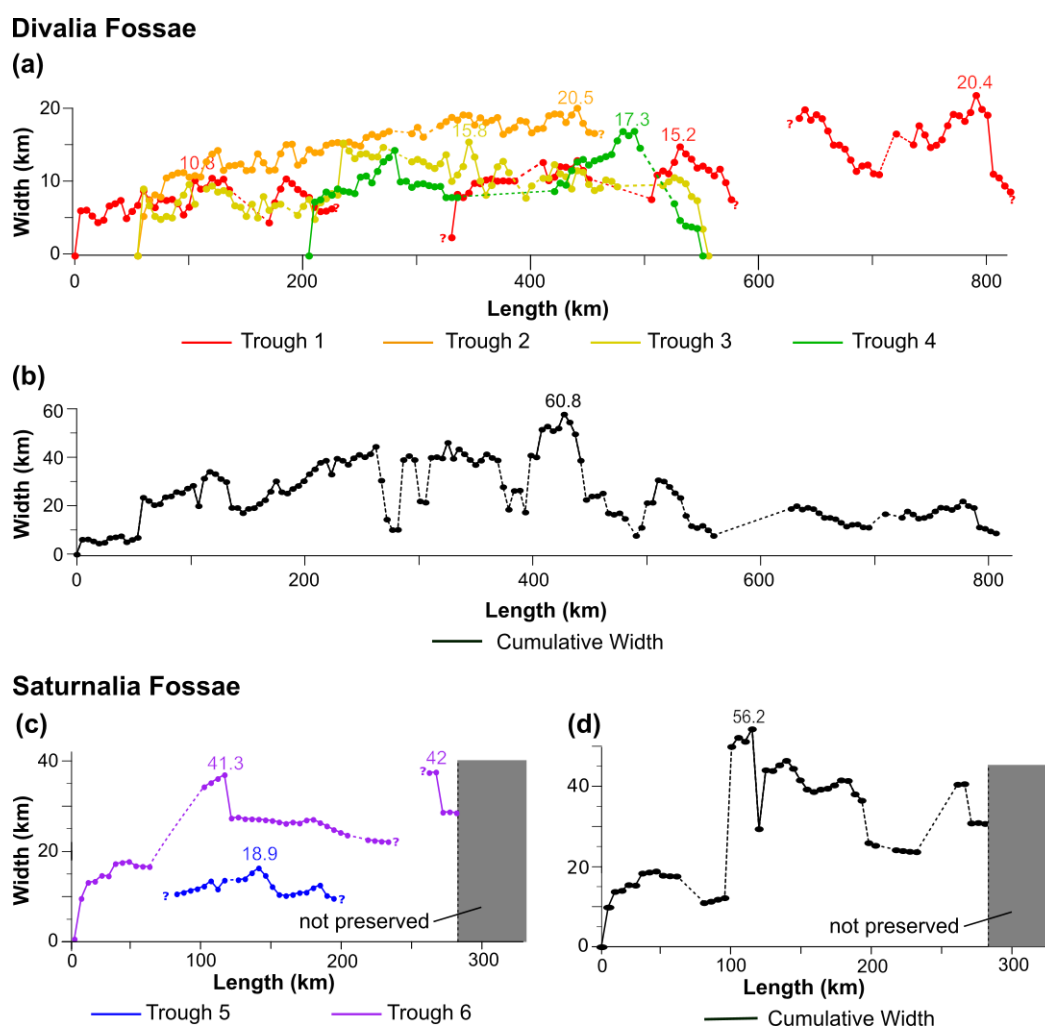 Divalia Fossae
(a)
20.5
20.4
17.3
15.8
15.2
10.8
20
10
0
Width (km)
?
?
?
?
?
?
0
200
400
600
800
Length (km)
Trough 1
Trough 2
Trough 3
Trough 4
(b)
60.8
60
40
20
0
Width (km)
0
200
400
600
800
Length (km)
Cumulative Width
Saturnalia Fossae
(c)
41.3
42
18.9
40
20
0
Width (km)
?
?
?
?
not preserved
0
100
200
300
Length (km)
Trough 5
Trough 6
(d)
56.2
40
20
0
Width (km)
not preserved
0
100
200
300
Length (km)
Cumulative Width